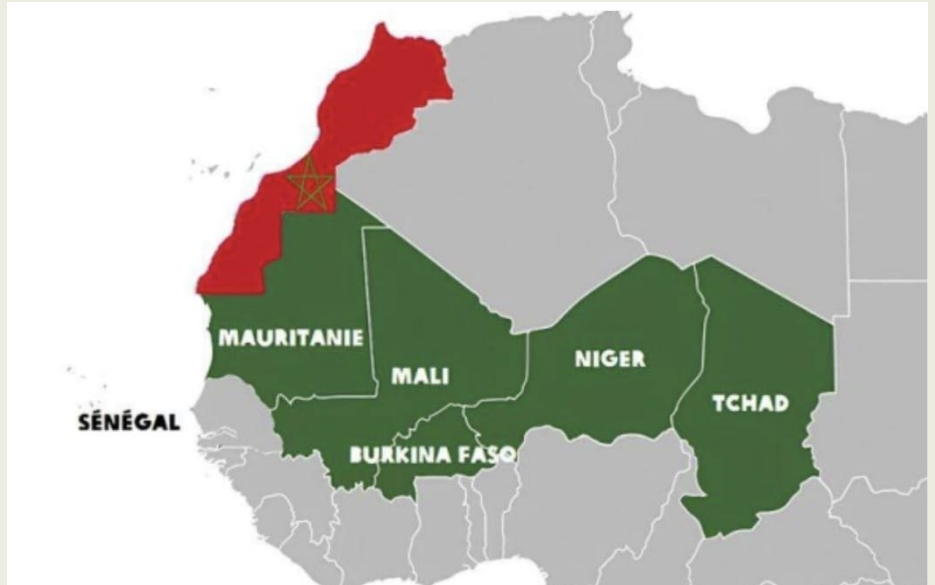 MAURITANIE
MALI
NIGER
TCHAD
SÉNÉGAL
BURKINA FASO